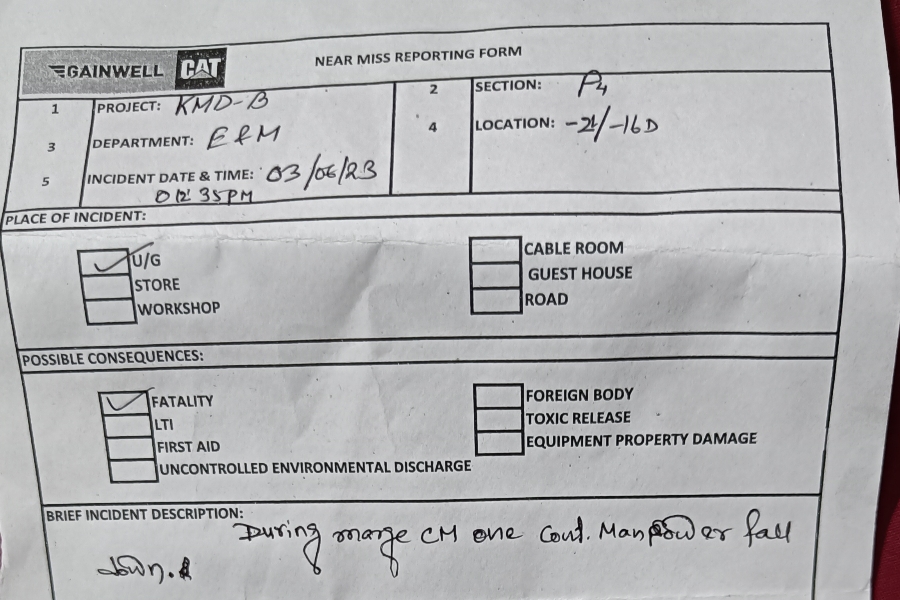 GAINWELL CAT
NEAR MISS REPORTING FORM
1 PROJECT: KMD-B
2 SECTION: P4
3 DEPARTMENT: E&M
4 LOCATION: -21/-16D
5 INCIDENT DATE & TIME: 03/06/23
012:35PM
PLACE OF INCIDENT:
U/G
STORE
WORKSHOP
CABLE ROOM
GUEST HOUSE
ROAD
POSSIBLE CONSEQUENCES:
FATALITY
LTI
FIRST AID
UNCONTROLLED ENVIRONMENTAL DISCHARGE
FOREIGN BODY
TOXIC RELEASE
EQUIPMENT PROPERTY DAMAGE
BRIEF INCIDENT DESCRIPTION:
During marge CM one Cont. Manpower fall
down.